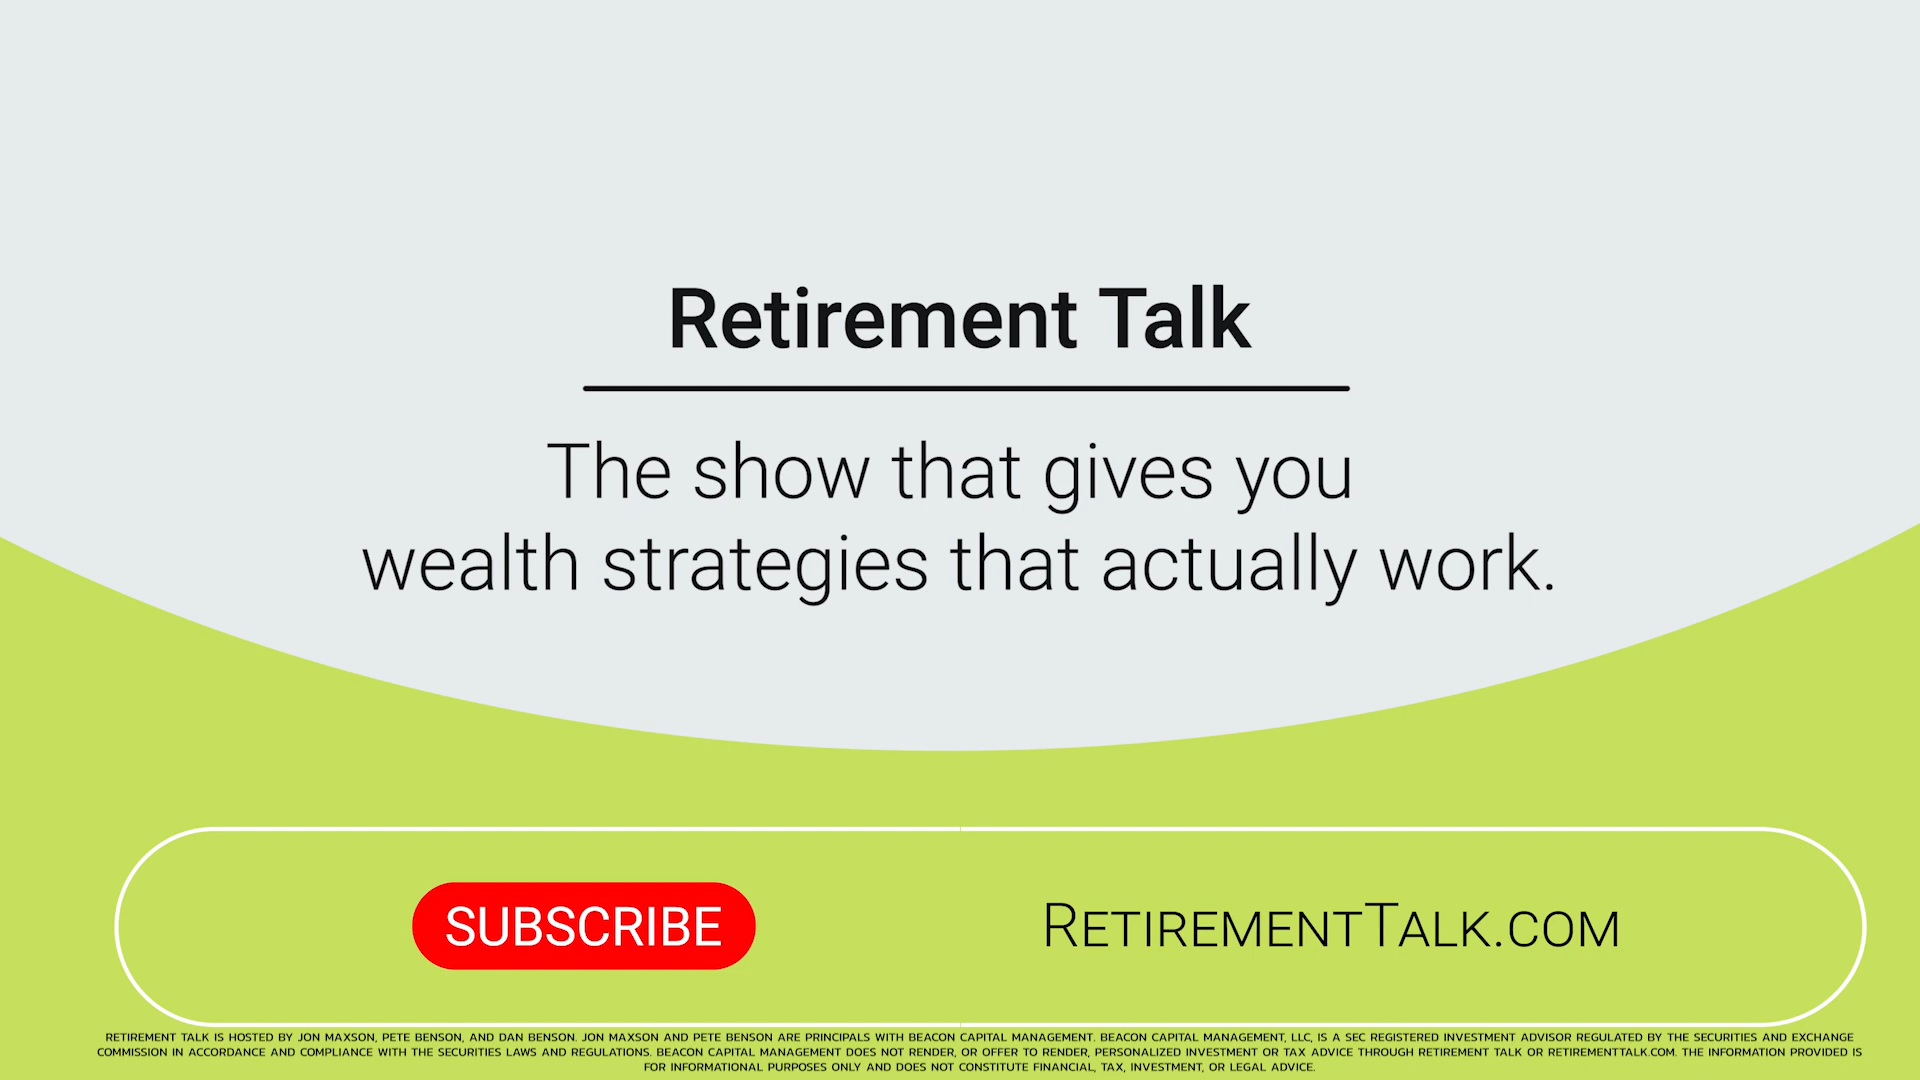 Retirement Talk
The show that gives you
wealth strategies that actually work.
SUBSCRIBE
RETIREMENTTALK.COM
RETIREMENT TALK IS HOSTED BY JON MAXSON, PETE BENSON, AND DAN BENSON. JON MAXSON AND PETE BENSON ARE PRINCIPALS WITH BEACON CAPITAL MANAGEMENT. BEACON CAPITAL MANAGEMENT, LLC, IS A SEC REGISTERED INVESTMENT ADVISOR REGULATED BY THE SECURITIES AND EXCHANGE
COMMISSION IN ACCORDANCE AND COMPLIANCE WITH THE SECURITIES LAWS AND REGULATIONS. BEACON CAPITAL MANAGEMENT DOES NOT RENDER, OR OFFER TO RENDER, PERSONALIZED INVESTMENT OR TAX ADVICE THROUGH RETIREMENT TALK OR RETIREMENTTALK.COM. THE INFORMATION PROVIDED IS
FOR INFORMATIONAL PURPOSES ONLY AND DOES NOT CONSTITUTE FINANCIAL, TAX, INVESTMENT, OR LEGAL ADVICE.